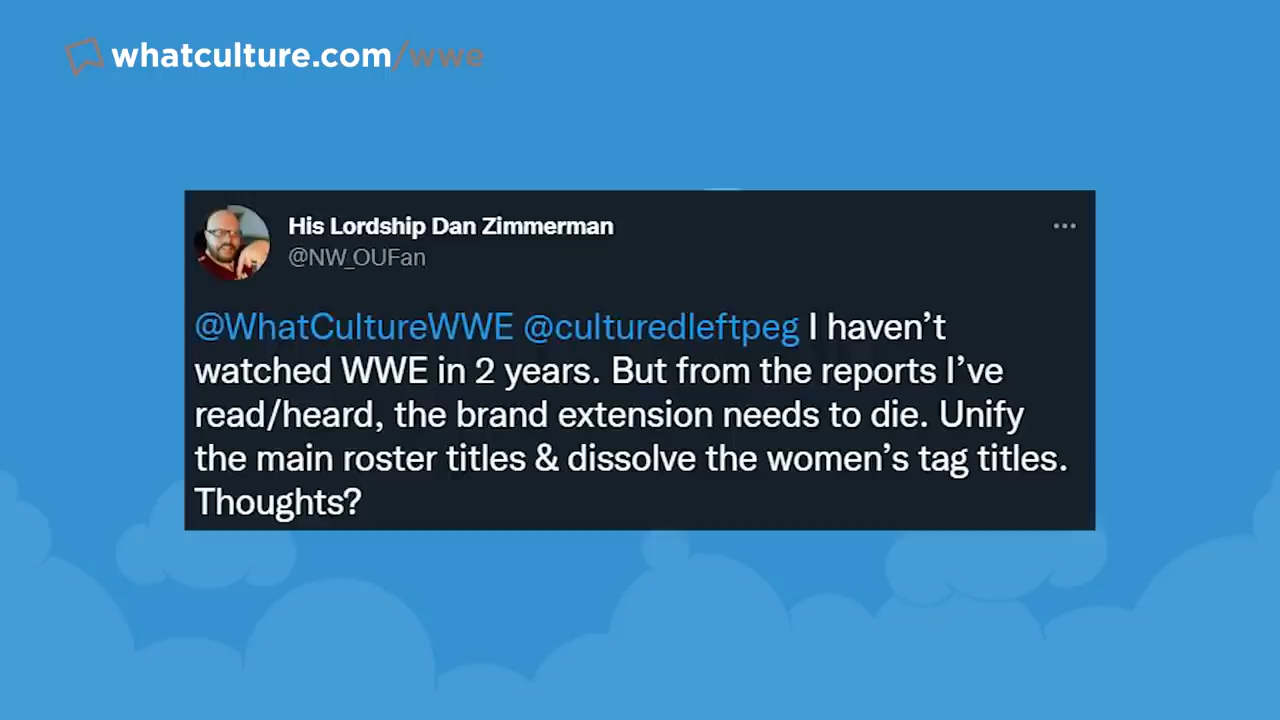 whatculture.com/wwe
His Lordship Dan Zimmerman
@NW_OUFan
@WhatCultureWWE @culturedleftpeg I haven’t
watched WWE in 2 years. But from the reports I’ve
read/heard, the brand extension needs to die. Unify
the main roster titles & dissolve the women’s tag titles.
Thoughts?